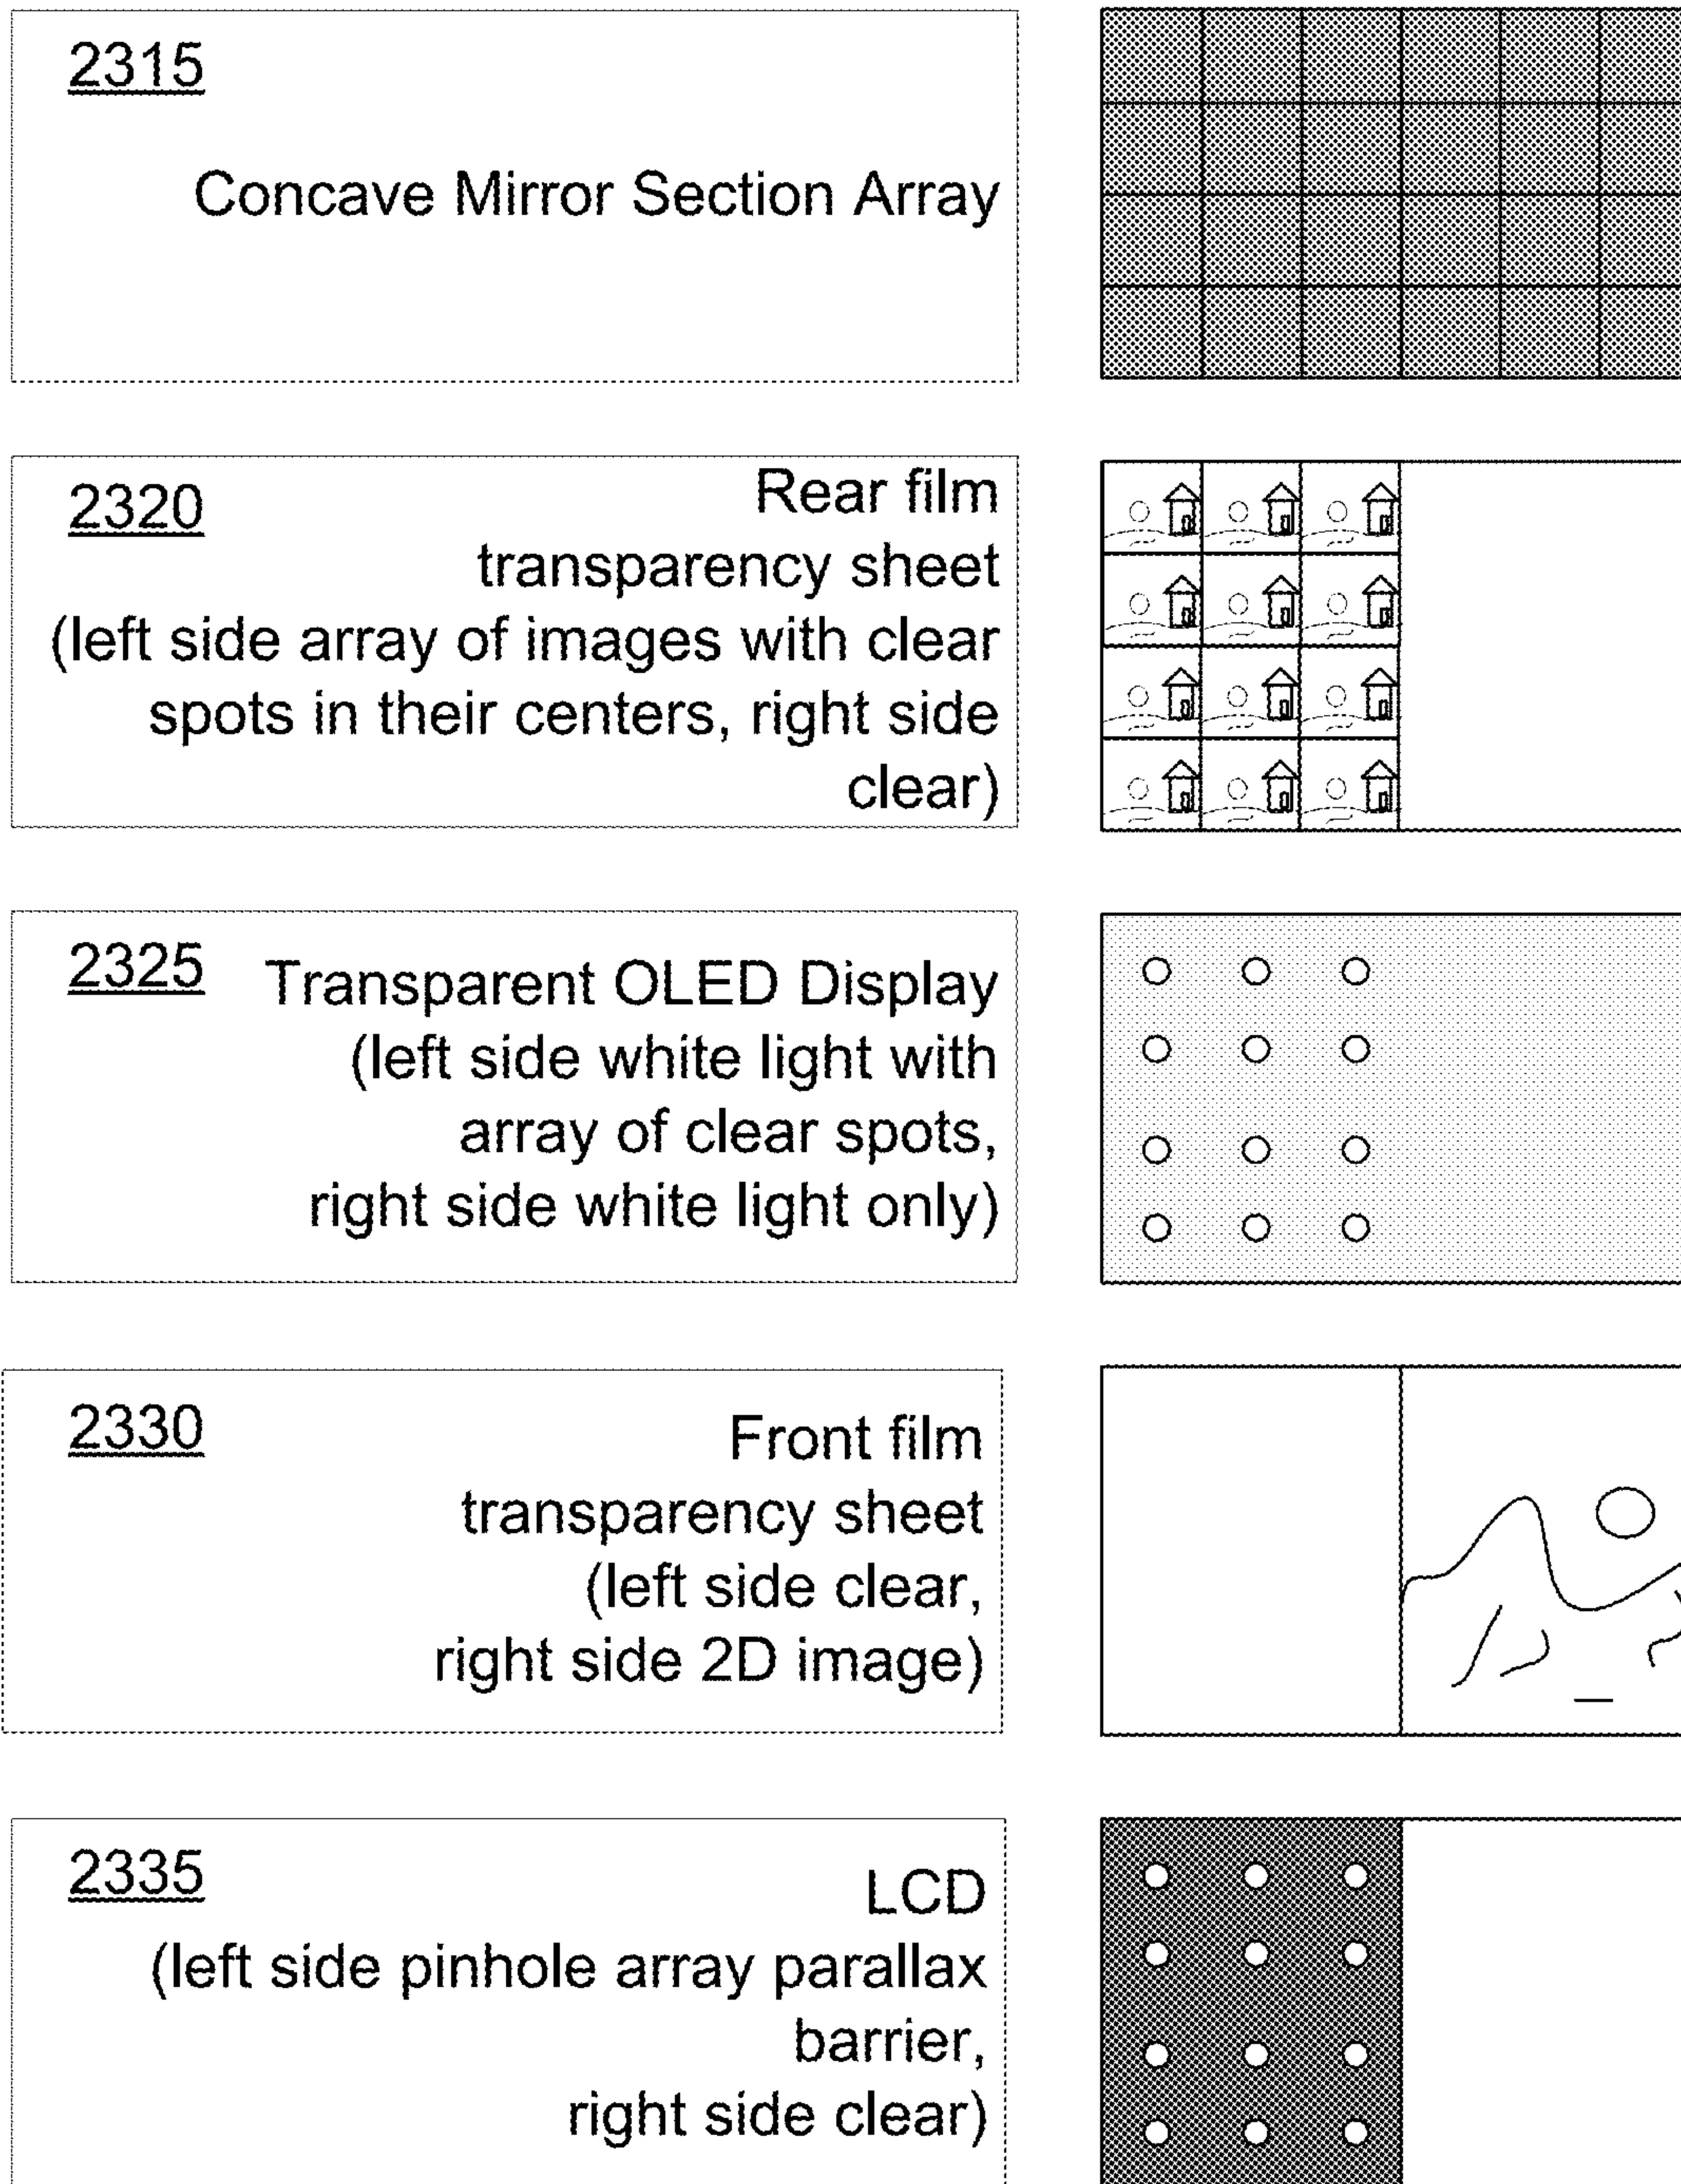 2315
Concave Mirror Section Array
2320
Rear film
transparency sheet
(left side array of images with clear
spots in their centers, right side
clear)
2325
Transparent OLED Display
(left side white light with
array of clear spots,
right side white light only)
2330
Front film
transparency sheet
(left side clear,
right side 2D image)
2335
LCD
(left side pinhole array parallax
barrier,
right side clear)